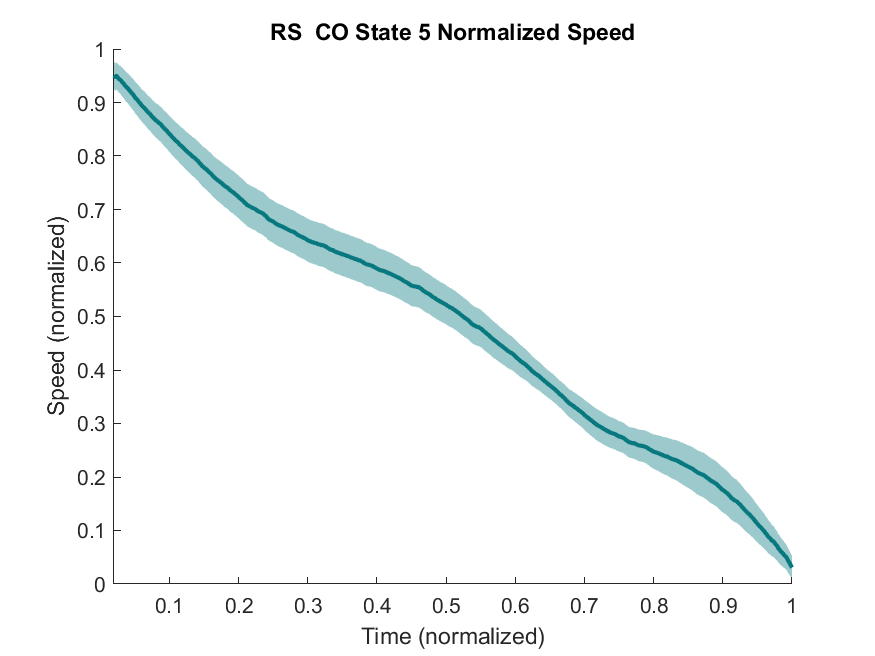 RS  CO State 5 Normalized Speed
1
0.9
0.8
0.7
0.6
0.5
0.4
0.3
0.2
0.1
0
Speed (normalized)
0.1 0.2 0.3 0.4 0.5 0.6 0.7 0.8 0.9 1
Time (normalized)